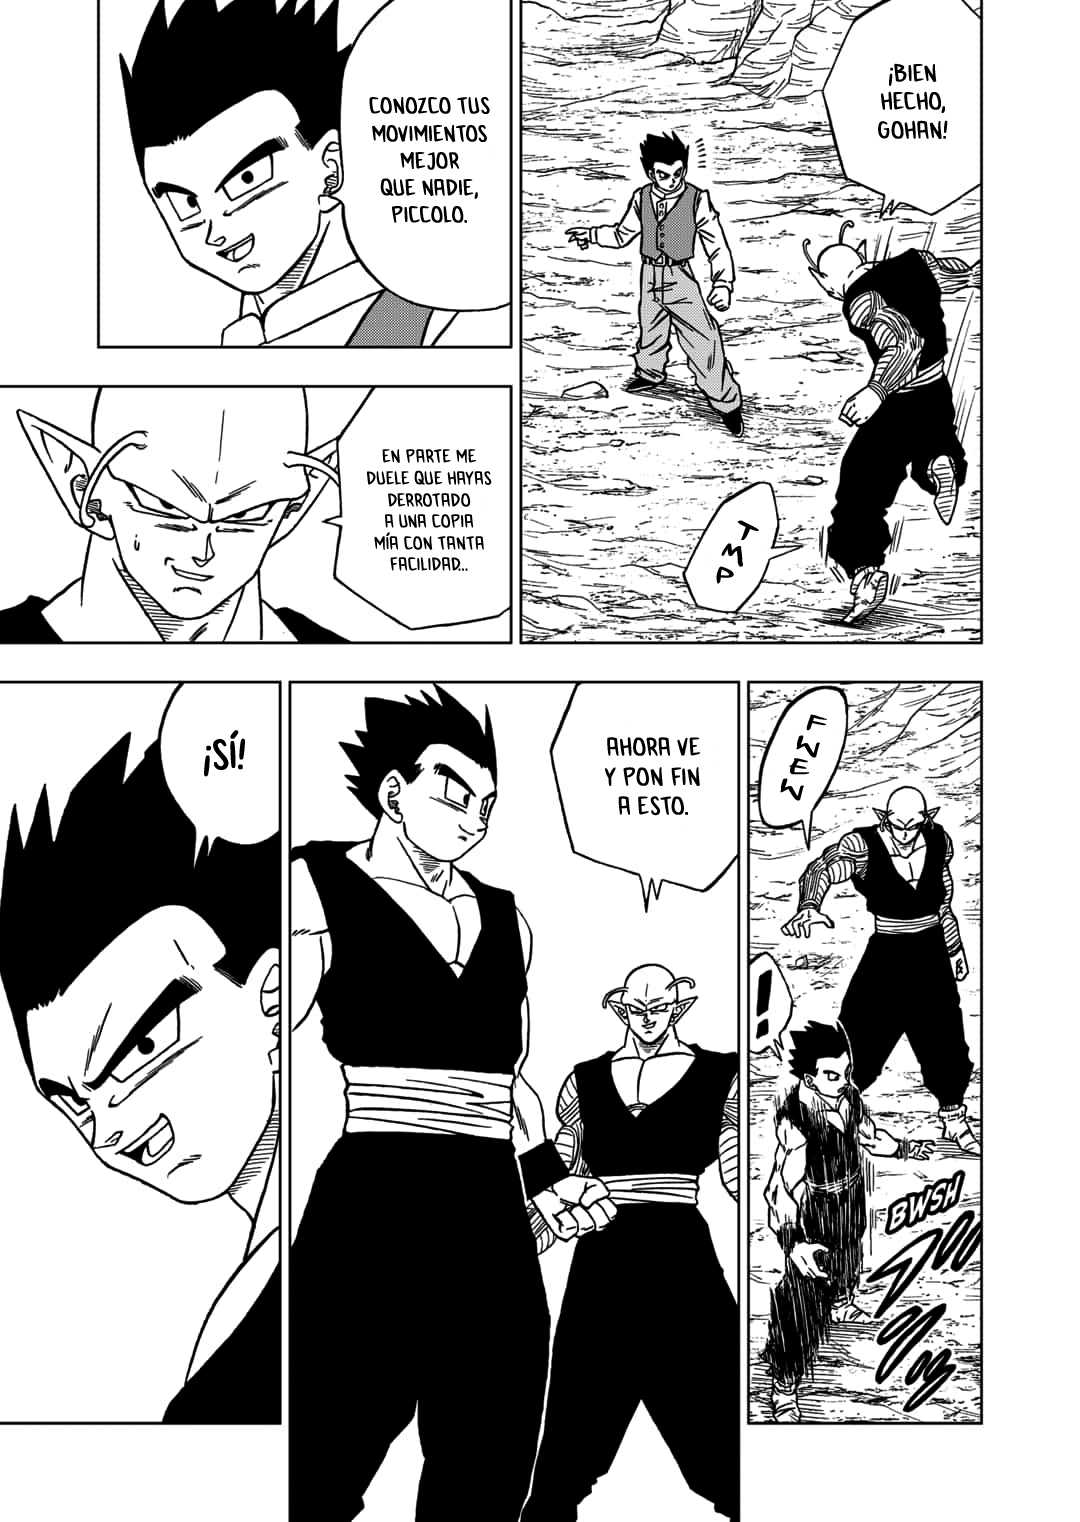 ¡BIEN
HECHO,
GOHAN!
TMP
CONOZCO TUS
MOVIMIENTOS
MEJOR
QUE NADIE,
PICCOLO.
EN PARTE ME
DUELE QUE HAYAS
DERROTADO
A UNA COPIA
MÍA CON TANTA
FACILIDAD...
FWEW
!
BWSH
AHORA VE
Y PON FIN
A ESTO.
¡SÍ!